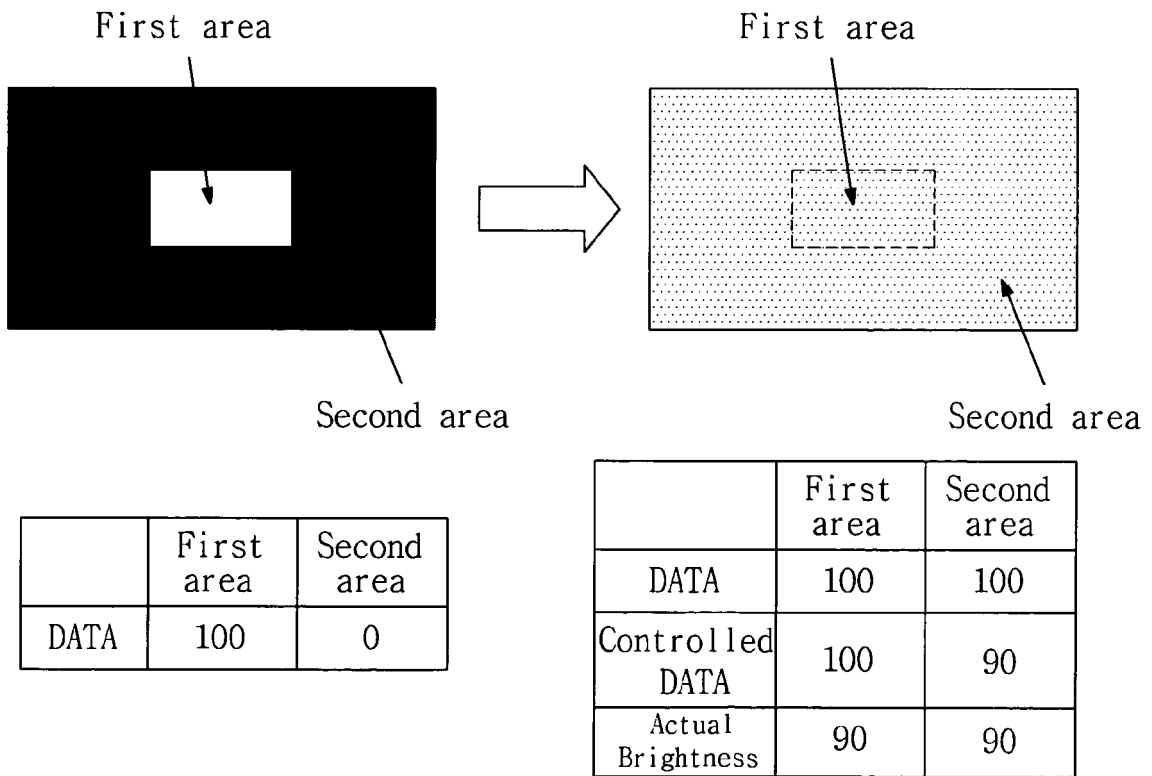 First area
First area
Second area
Second area
First area
Second area
DATA
100
0
First area
Second area
DATA
100
100
Controlled DATA
100
90
Actual Brightness
90
90